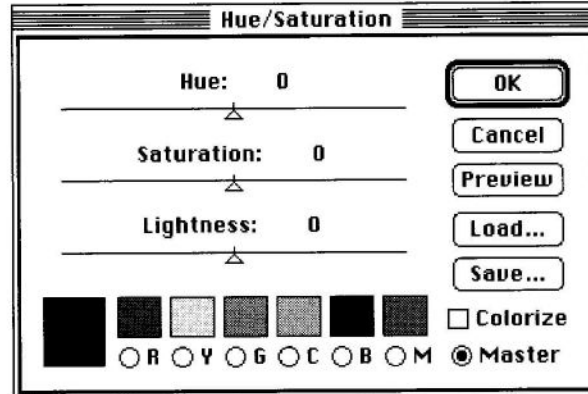 Hue/Saturation
Hue: 0
OK
Saturation: 0
Cancel
Preview
Lightness: 0
Load...
Save...
Colorize
R Y G C B M Master